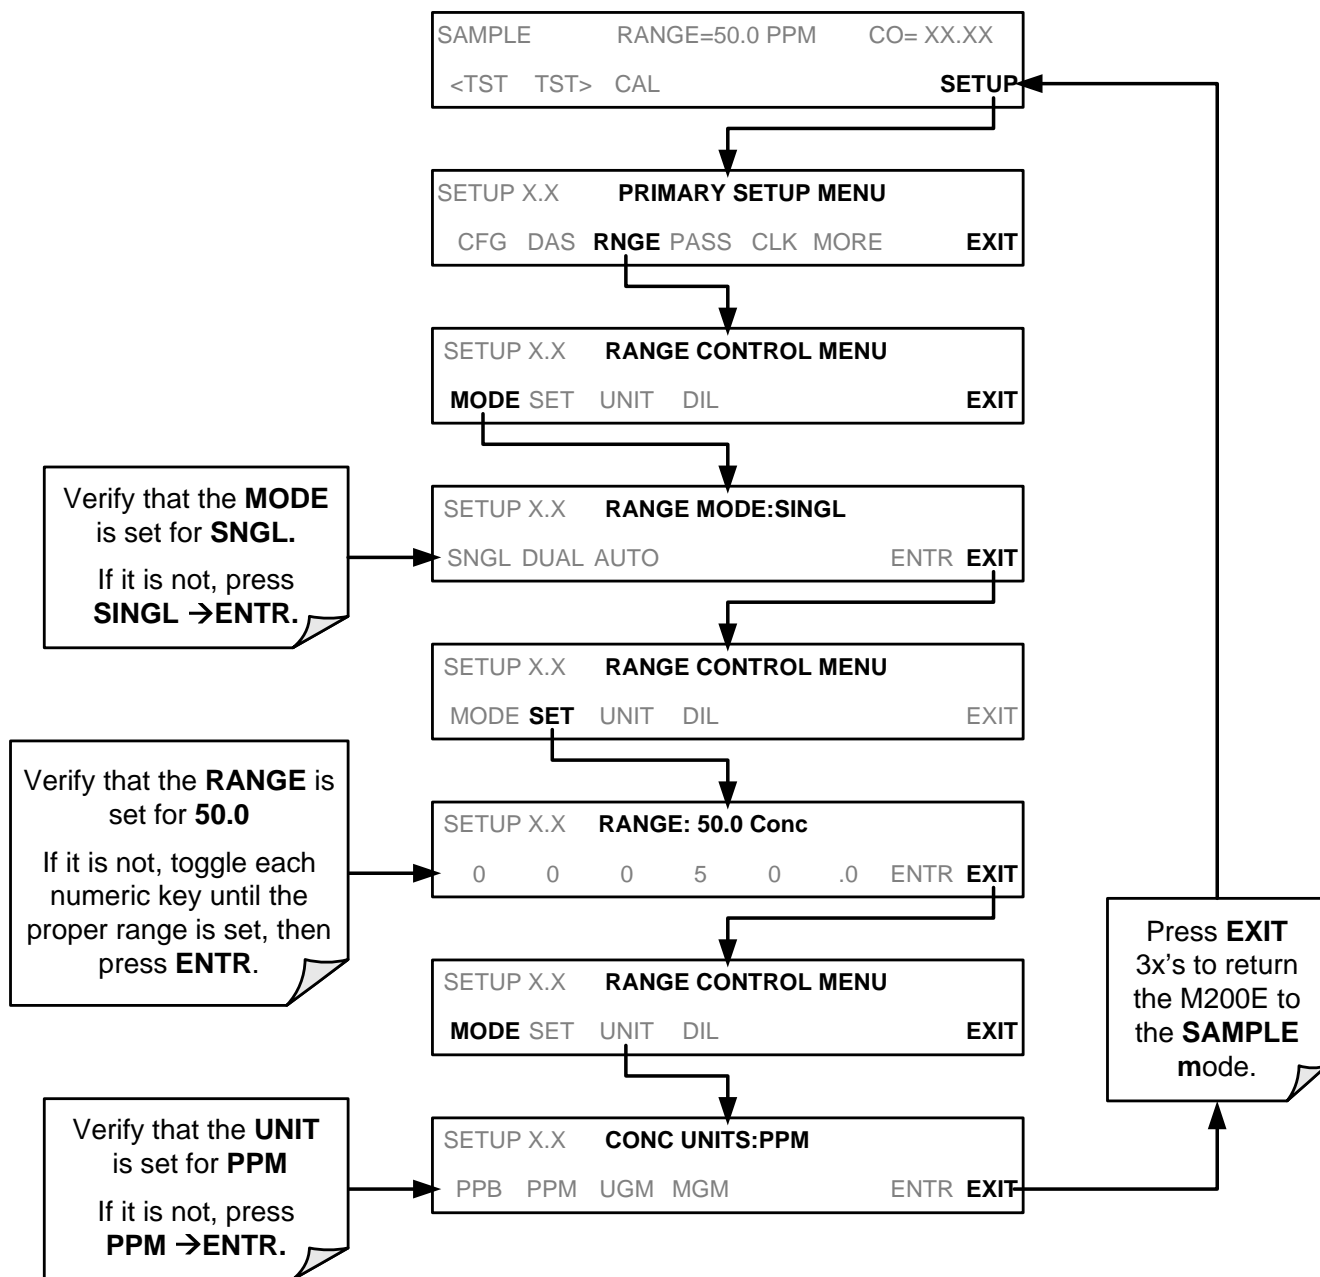 SAMPLE RANGE=50.0 PPM CO= XX.XX
<TST TST> CAL SETUP
SETUP X.X PRIMARY SETUP MENU
CFG DAS RNGE PASS CLK MORE EXIT
SETUP X.X RANGE CONTROL MENU
MODE SET UNIT DIL EXIT
Verify that the MODE
is set for SNGL.
If it is not, press
SINGL →ENTR.
SETUP X.X RANGE MODE:SINGL
SNGL DUAL AUTO ENTR EXIT
SETUP X.X RANGE CONTROL MENU
MODE SET UNIT DIL EXIT
Verify that the RANGE is
set for 50.0
If it is not, toggle each
numeric key until the
proper range is set, then
press ENTR.
SETUP X.X RANGE: 50.0 Conc
0 0 0 5 0 .0 ENTR EXIT
SETUP X.X RANGE CONTROL MENU
MODE SET UNIT DIL EXIT
Press EXIT
3x's to return
the M200E to
the SAMPLE
mode.
Verify that the UNIT
is set for PPM
If it is not, press
PPM →ENTR.
SETUP X.X CONC UNITS:PPM
PPB PPM UGM MGM ENTR EXIT